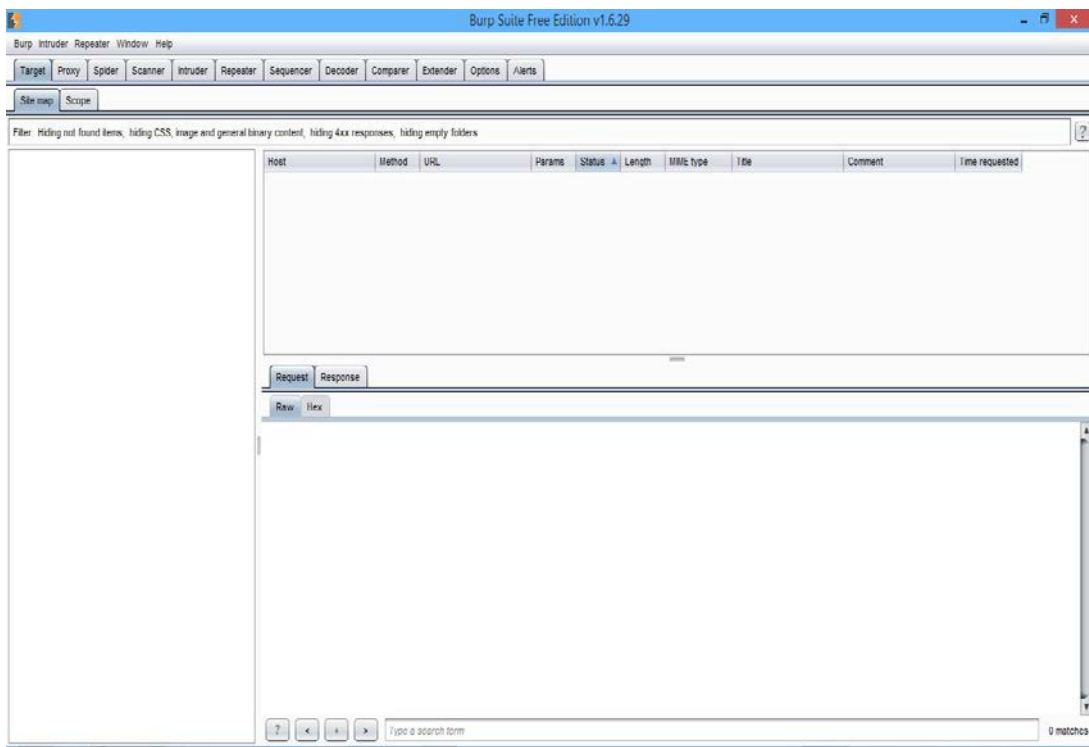 Burp Suite Free Edition v1.6.29
Burp Intruder Repeater Window Help
Target Proxy Spider Scanner Intruder Repeater Sequencer Decoder Comparer Extender Options Alerts
Site map Scope
Filter Hiding not found items; hiding CSS, image and general binary content; hiding 4xx responses; hiding empty folders
?
Host Method URL Params Status Length MIME type Title Comment Time requested
Request Response
Raw Hex
? < + > Type a search term 0 matches